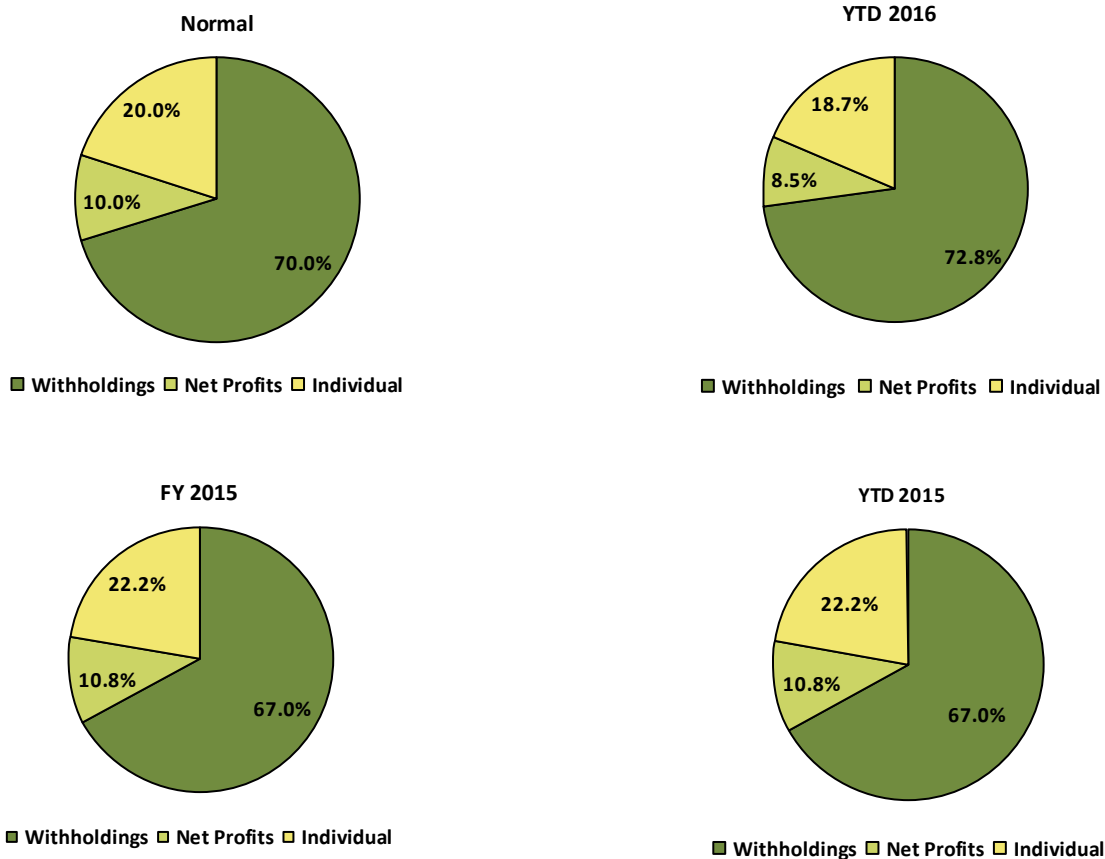 Normal
20.0%
10.0%
70.0%
Withholdings Net Profits Individual
YTD 2016
18.7%
8.5%
72.8%
Withholdings Net Profits Individual
FY 2015
22.2%
10.8%
67.0%
Withholdings Net Profits Individual
YTD 2015
22.2%
10.8%
67.0%
Withholdings Net Profits Individual